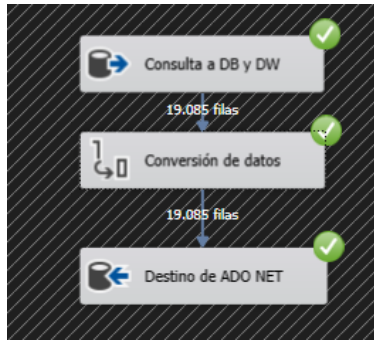 Consulta a DB y DW
19.085 filas
Conversión de datos
19.085 filas
Destino de ADO NET